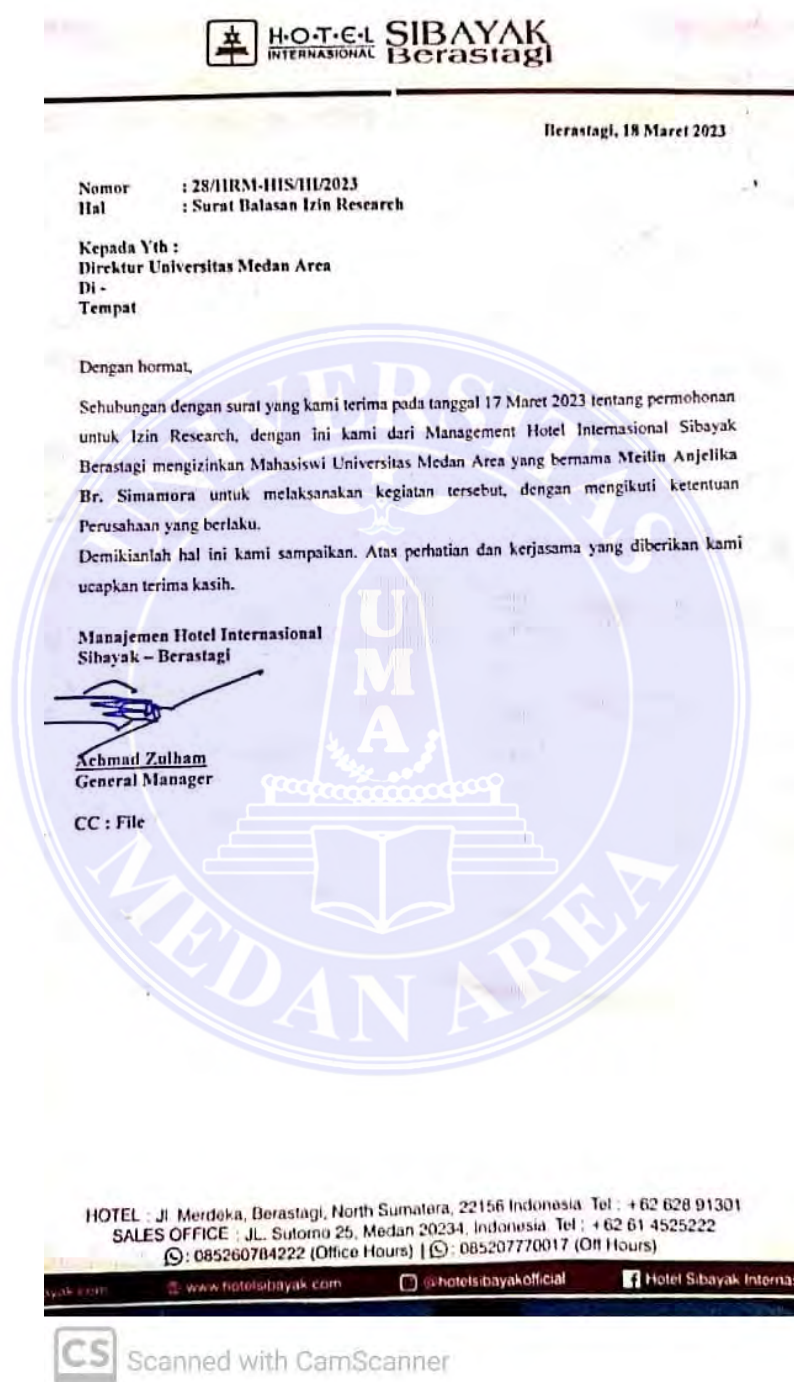 H·O·T·E·L SIBAYAK
INTERNASIONAL Berastagi
Berastagi, 18 Maret 2023
Nomor : 28/HRM-HIS/III/2023
Hal : Surat Balasan Izin Research
Kepada Yth :
Direktur Universitas Medan Area
Di -
Tempat
Dengan hormat,
Sehubungan dengan surat yang kami terima pada tanggal 17 Maret 2023 tentang permohonan
untuk Izin Research, dengan ini kami dari Management Hotel Internasional Sibayak
Berastagi mengizinkan Mahasiswi Universitas Medan Area yang bernama Meilin Anjelika
Br. Simamora untuk melaksanakan kegiatan tersebut, dengan mengikuti ketentuan
Perusahaan yang berlaku.
Demikianlah hal ini kami sampaikan. Atas perhatian dan kerjasama yang diberikan kami
ucapkan terima kasih.
Manajemen Hotel Internasional
Sibayak – Berastagi
Achmad Zulham
General Manager
CC : File
UNIVERSITAS
UMA
MEDAN AREA
HOTEL : Jl. Merdeka, Berastagi, North Sumatera, 22156 Indonesia. Tel : +62 628 91301
SALES OFFICE : JL. Sutomo 25, Medan 20234, Indonesia. Tel : +62 61 4525222
: 085260784222 (Office Hours) | : 085207770017 (Off Hours)
www.hotelsibayak.com @hotelsibayakofficial Hotel Sibayak Interna
CS Scanned with CamScanner